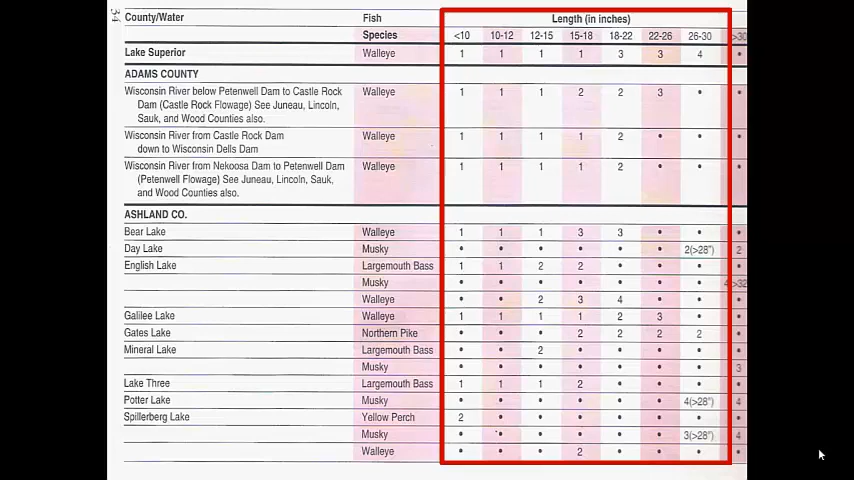 34
County/Water Fish Length (in inches)
Species <10 10-12 12-15 15-18 18-22 22-26 26-30 >30
Lake Superior Walleye 1 1 1 1 3 3 4 •
ADAMS COUNTY
Wisconsin River below Petenwell Dam to Castle Rock Walleye 1 1 1 2 2 3 • •
Dam (Castle Rock Flowage) See Juneau, Lincoln,
Sauk, and Wood Counties also.
Wisconsin River from Castle Rock Dam Walleye 1 1 1 1 2 • • •
down to Wisconsin Dells Dam
Wisconsin River from Nekoosa Dam to Petenwell Dam Walleye 1 1 1 1 2 • • •
(Petenwell Flowage) See Juneau, Lincoln, Sauk,
and Wood Counties also.
ASHLAND CO.
Bear Lake Walleye 1 1 1 3 3 • • •
Day Lake Musky • • • • • • 2(>28") 2
English Lake Largemouth Bass 1 1 2 2 • • • •
Musky • • • • • • • 4(>32
Walleye • • 2 3 4 • • •
Galilee Lake Walleye 1 1 1 1 2 3 • •
Gates Lake Northern Pike • • • 2 2 2 2 •
Mineral Lake Largemouth Bass • • 2 • • • • •
Musky • • • • • • • 3
Lake Three Largemouth Bass 1 1 1 2 • • • •
Potter Lake Musky • • • • • • 4(>28") 4
Spillerberg Lake Yellow Perch 2 • • • • • • •
Musky • • • • • • 3(>28") 4
Walleye • • • 2 • • • •